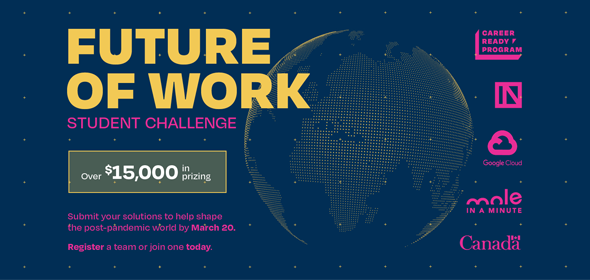 FUTURE
OF WORK
STUDENT CHALLENGE
Over $15,000 in prizing
Submit your solutions to help shape
the post-pandemic world by March 20.
Register a team or join one today.
CAREER
READY
PROGRAM
IN
Google Cloud
mole
IN A MINUTE
Canada